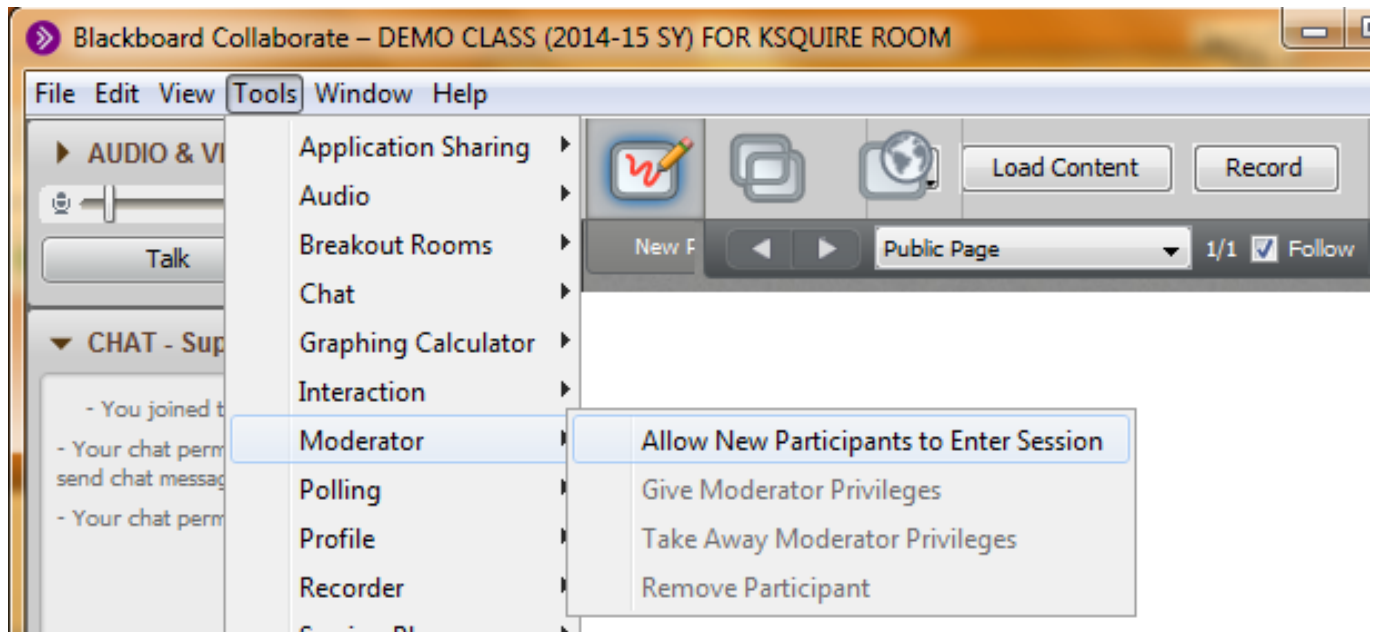 Blackboard Collaborate – DEMO CLASS (2014-15 SY) FOR KSQUIRE ROOM
File Edit View Tools Window Help
AUDIO & VI
Talk
CHAT - Sup
- You joined t
- Your chat perm
send chat messag
- Your chat perm
Application Sharing
Audio
Breakout Rooms
Chat
Graphing Calculator
Interaction
Moderator
Polling
Profile
Recorder
Allow New Participants to Enter Session
Give Moderator Privileges
Take Away Moderator Privileges
Remove Participant
Load Content
Record
New P
Public Page
1/1
Follow